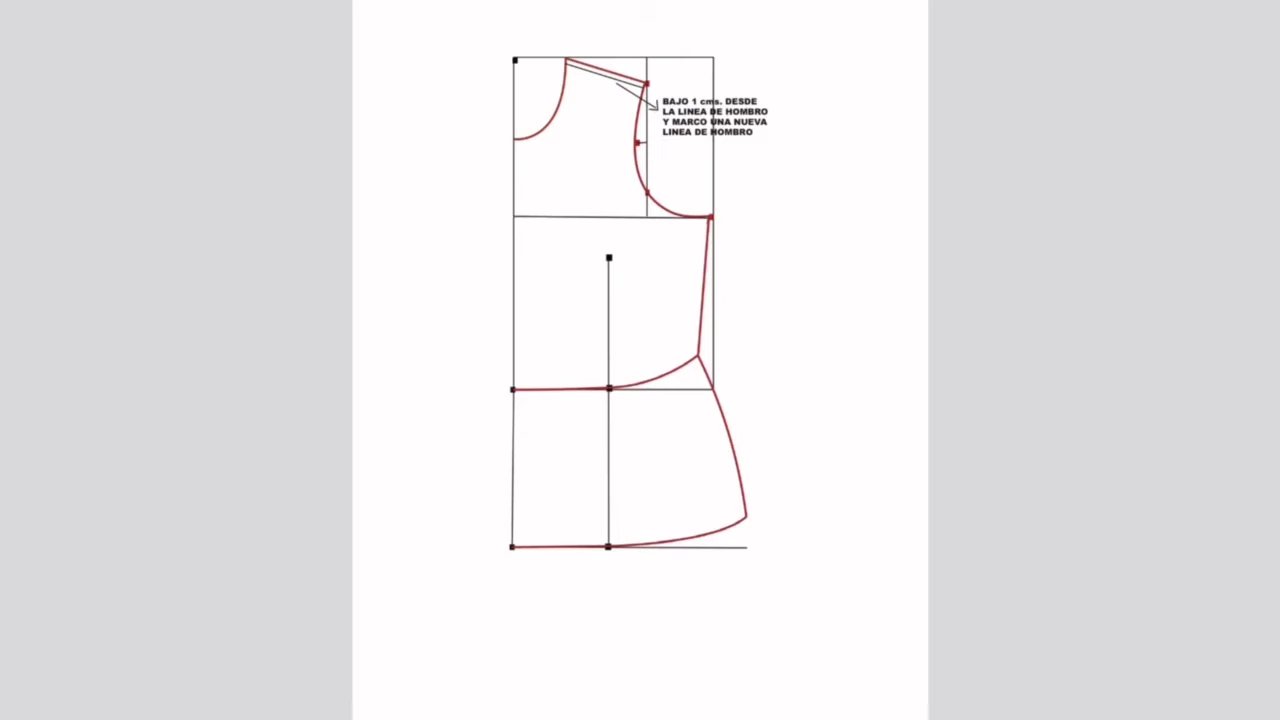 BAJO 1 cms. DESDE
LA LINEA DE HOMBRO
Y MARCO UNA NUEVA
LINEA DE HOMBRO